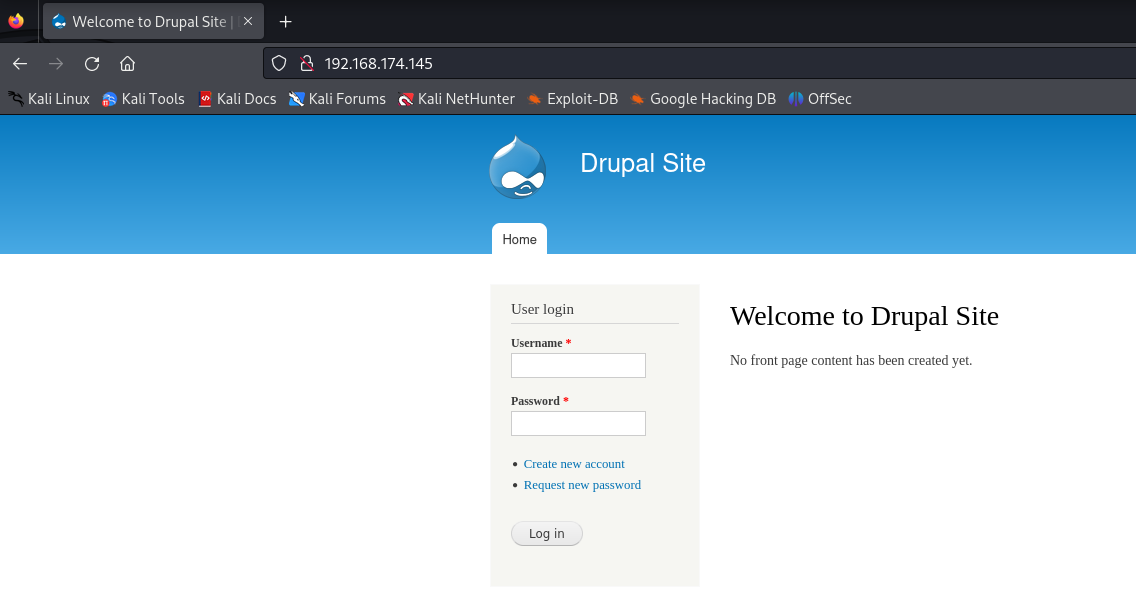 Welcome to Drupal Site |
192.168.174.145
Kali Linux Kali Tools Kali Docs Kali Forums Kali NetHunter Exploit-DB Google Hacking DB OffSec
Drupal Site
Home
User login
Username *
Password *
Create new account
Request new password
Log in
Welcome to Drupal Site
No front page content has been created yet.